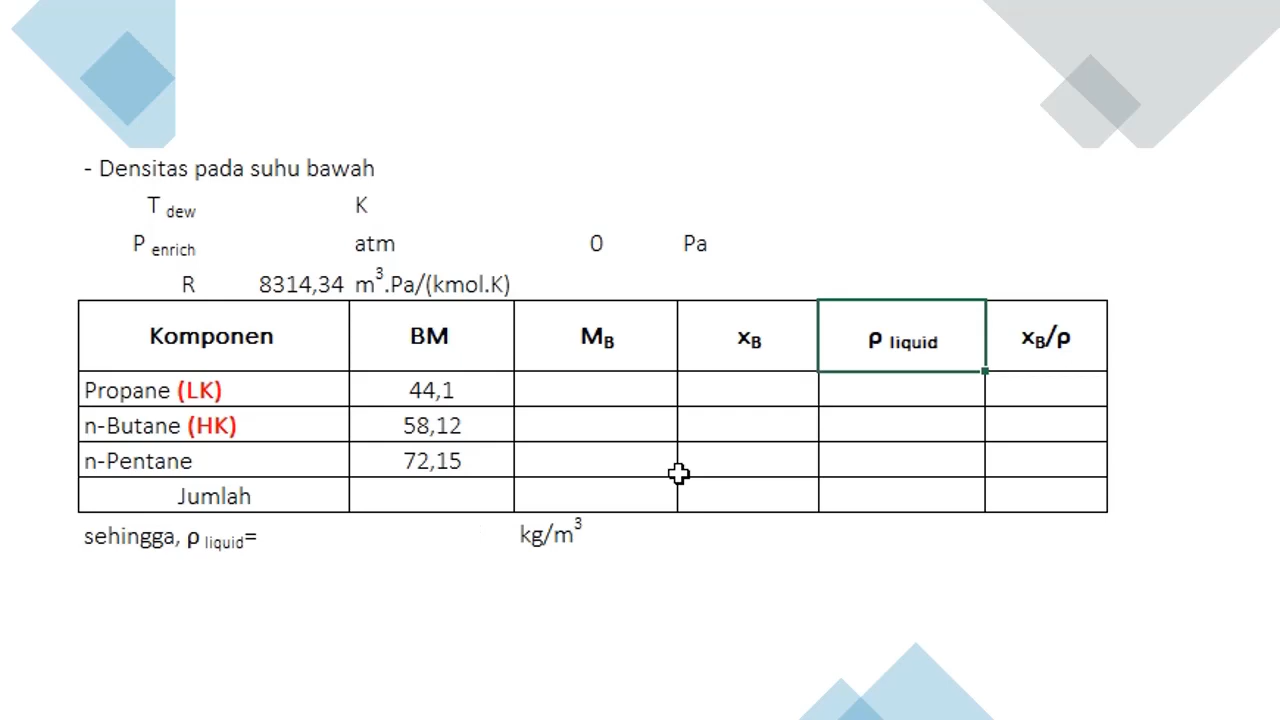 - Densitas pada suhu bawah
T dew K
P enrich atm 0 Pa
R 8314,34 m³.Pa/(kmol.K)
Komponen BM MB xB ρ liquid xB/ρ
Propane (LK) 44,1
n-Butane (HK) 58,12
n-Pentane 72,15
Jumlah
sehingga, ρ liquid= kg/m³